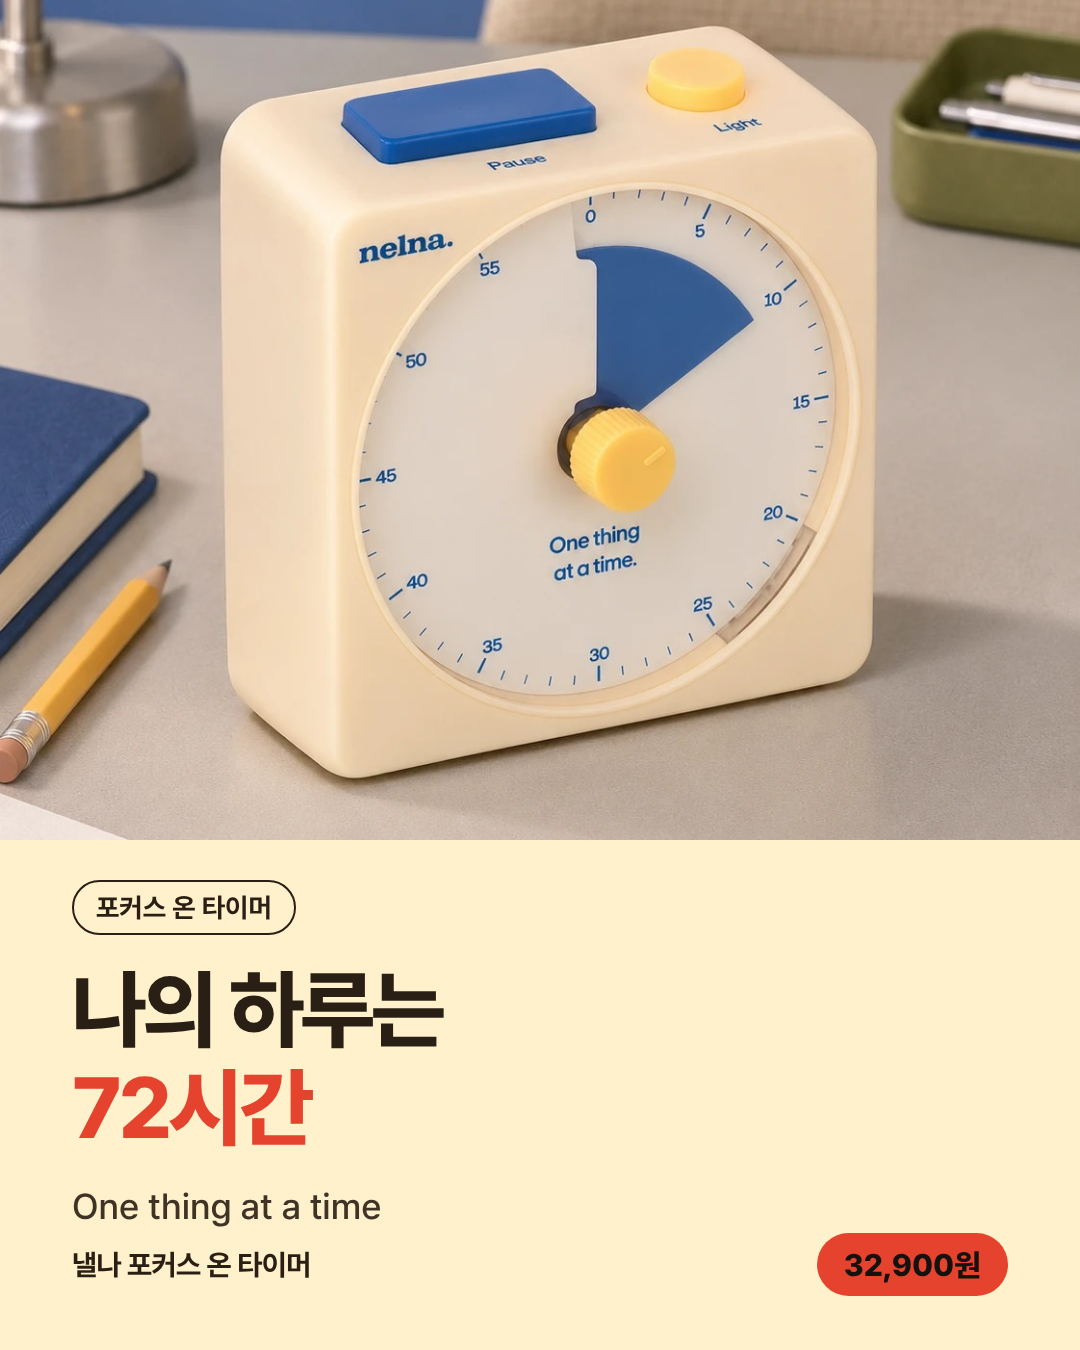 Pause
Light
nelna.
0
5
10
15
20
25
30
35
40
45
50
55
One thing
at a time.
포커스 온 타이머
나의 하루는
72시간
One thing at a time
낼나 포커스 온 타이머
32,900원